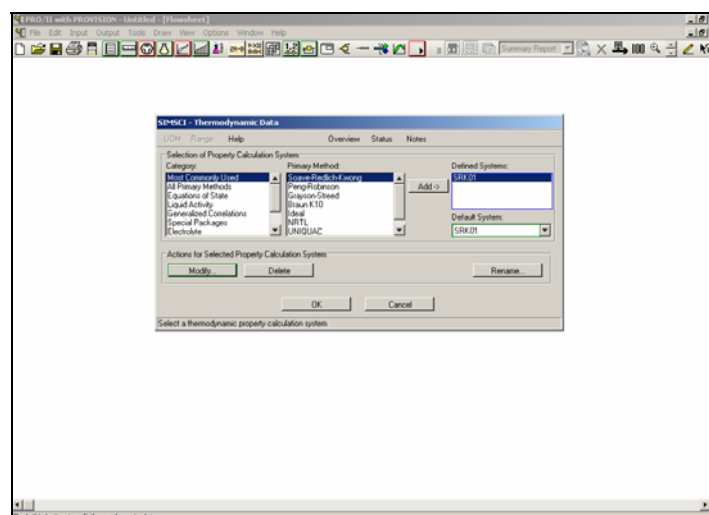 PRO/II with PROVISION - Untitled - [Flowsheet]
File Edit Input Output Tools Draw View Options Window Help
Summary Report
SIMSCI - Thermodynamic Data
UOM Range Help Overview Status Notes
Selection of Property Calculation System
Category: Primary Method: Defined Systems:
Most Commonly Used Soave-Redlich-Kwong SRK01
All Primary Methods Peng-Robinson Add ->
Equations of State Grayson-Streed
Liquid Activity Braun K10
Generalized Correlations Ideal Default System:
Special Packages NRTL SRK01
Electrolyte UNIQUAC
Actions for Selected Property Calculation System
Modify... Delete Rename...
OK Cancel
Select a thermodynamic property calculation system